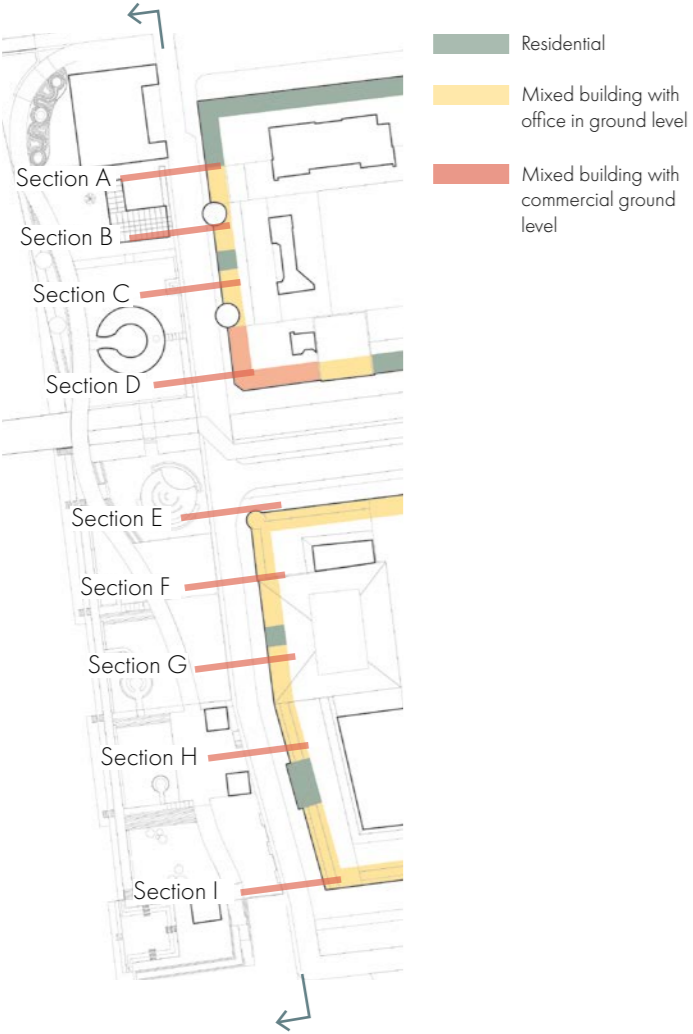 Residential
Mixed building with
office in ground level
Mixed building with
commercial ground
level
Section A
Section B
Section C
Section D
Section E
Section F
Section G
Section H
Section I